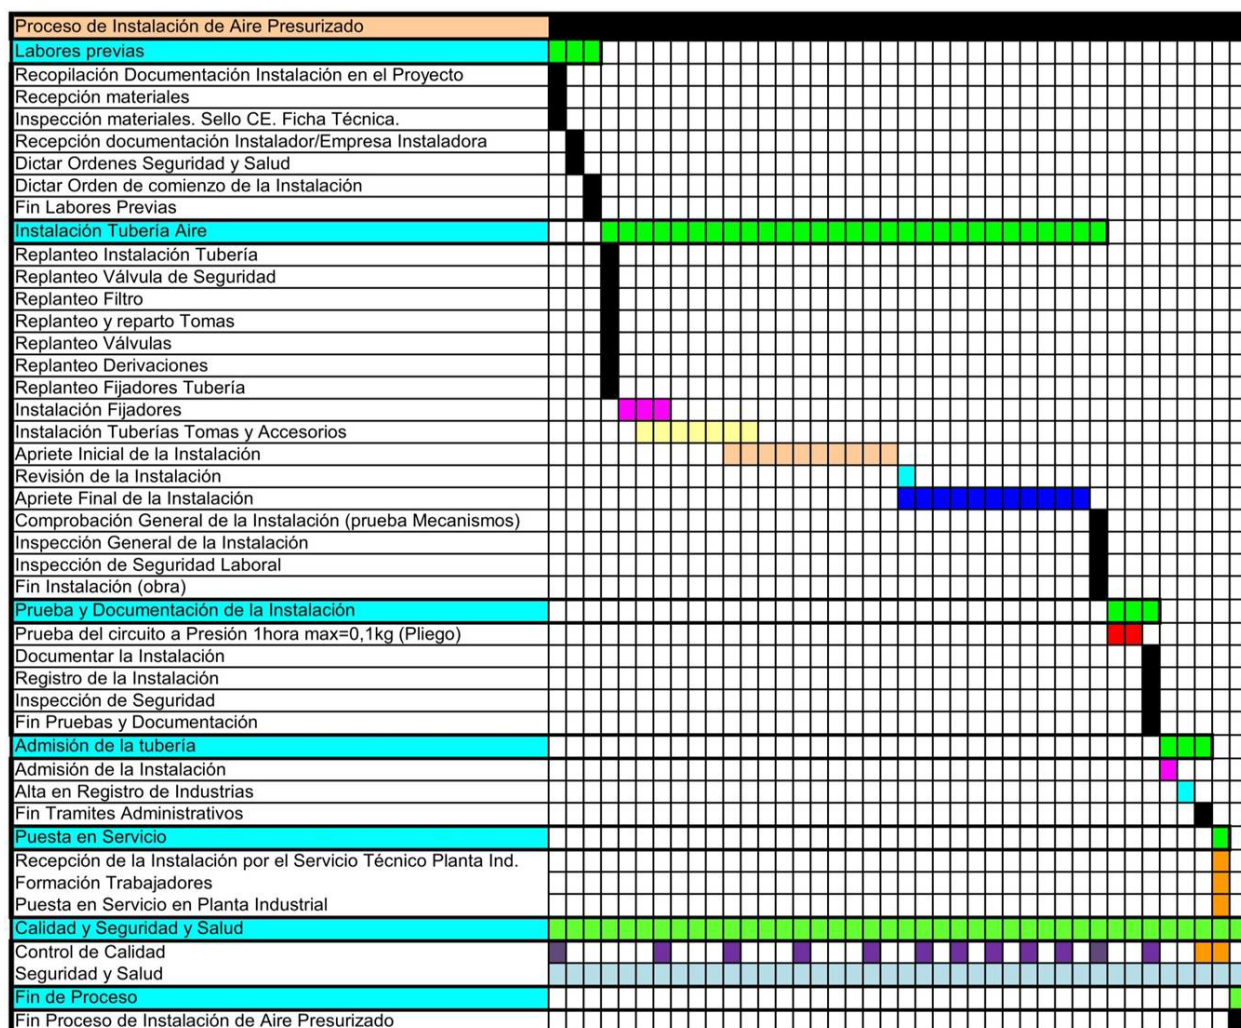 Proceso de Instalación de Aire Presurizado
Labores previas
Recopilación Documentación Instalación en el Proyecto
Recepción materiales
Inspección materiales. Sello CE. Ficha Técnica.
Recepción documentación Instalador/Empresa Instaladora
Dictar Ordenes Seguridad y Salud
Dictar Orden de comienzo de la Instalación
Fin Labores Previas
Instalación Tubería Aire
Replanteo Instalación Tubería
Replanteo Válvula de Seguridad
Replanteo Filtro
Replanteo y reparto Tomas
Replanteo Válvulas
Replanteo Derivaciones
Replanteo Fijadores Tubería
Instalación Fijadores
Instalación Tuberías Tomas y Accesorios
Apriete Inicial de la Instalación
Revisión de la Instalación
Apriete Final de la Instalación
Comprobación General de la Instalación (prueba Mecanismos)
Inspección General de la Instalación
Inspección de Seguridad Laboral
Fin Instalación (obra)
Prueba y Documentación de la Instalación
Prueba del circuito a Presión 1hora max=0,1kg (Pliego)
Documentar la Instalación
Registro de la Instalación
Inspección de Seguridad
Fin Pruebas y Documentación
Admisión de la tubería
Admisión de la Instalación
Alta en Registro de Industrias
Fin Tramites Administrativos
Puesta en Servicio
Recepción de la Instalación por el Servicio Técnico Planta Ind.
Formación Trabajadores
Puesta en Servicio en Planta Industrial
Calidad y Seguridad y Salud
Control de Calidad
Seguridad y Salud
Fin de Proceso
Fin Proceso de Instalación de Aire Presurizado